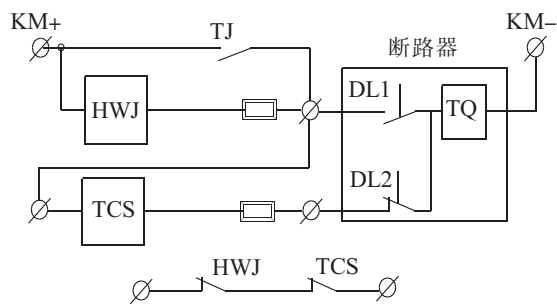 KM+
TJ
KM−
断路器
HWJ
DL1
TQ
DL2
TCS
HWJ
TCS